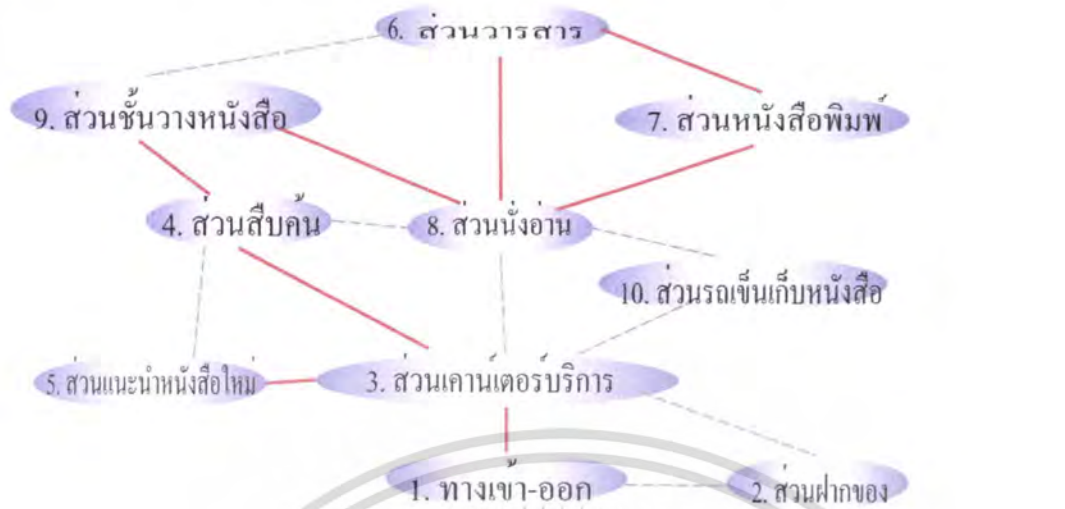 6. ส่วนวารสาร
9. ส่วนชั้นวางหนังสือ
7. ส่วนหนังสือพิมพ์
4. ส่วนสืบค้น
8. ส่วนนั่งอ่าน
10. ส่วนรถเข็นเก็บหนังสือ
5. ส่วนแนะนำหนังสือใหม่
3. ส่วนเคาน์เตอร์บริการ
1. ทางเข้า-ออก
2. ส่วนฝากของ